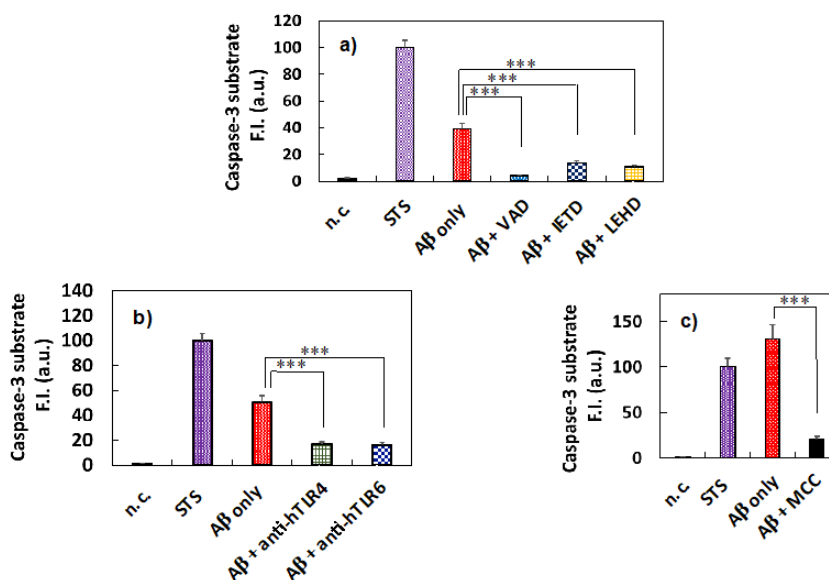 a)
Caspase-3 substrate
F.I. (a.u.)
120
100
80
60
40
20
0
***
***
***
n.c.
STS
Aβ only
Aβ + VAD
Aβ + IETD
Aβ + LEHD
b)
Caspase-3 substrate
F.I. (a.u.)
140
120
100
80
60
40
20
0
***
***
n.c.
STS
Aβ only
Aβ + anti-hTlR4
Aβ + anti-hTlR6
c)
Caspase-3 substrate
F.I. (a.u.)
150
100
50
0
***
n.c.
STS
Aβ only
Aβ + MCC